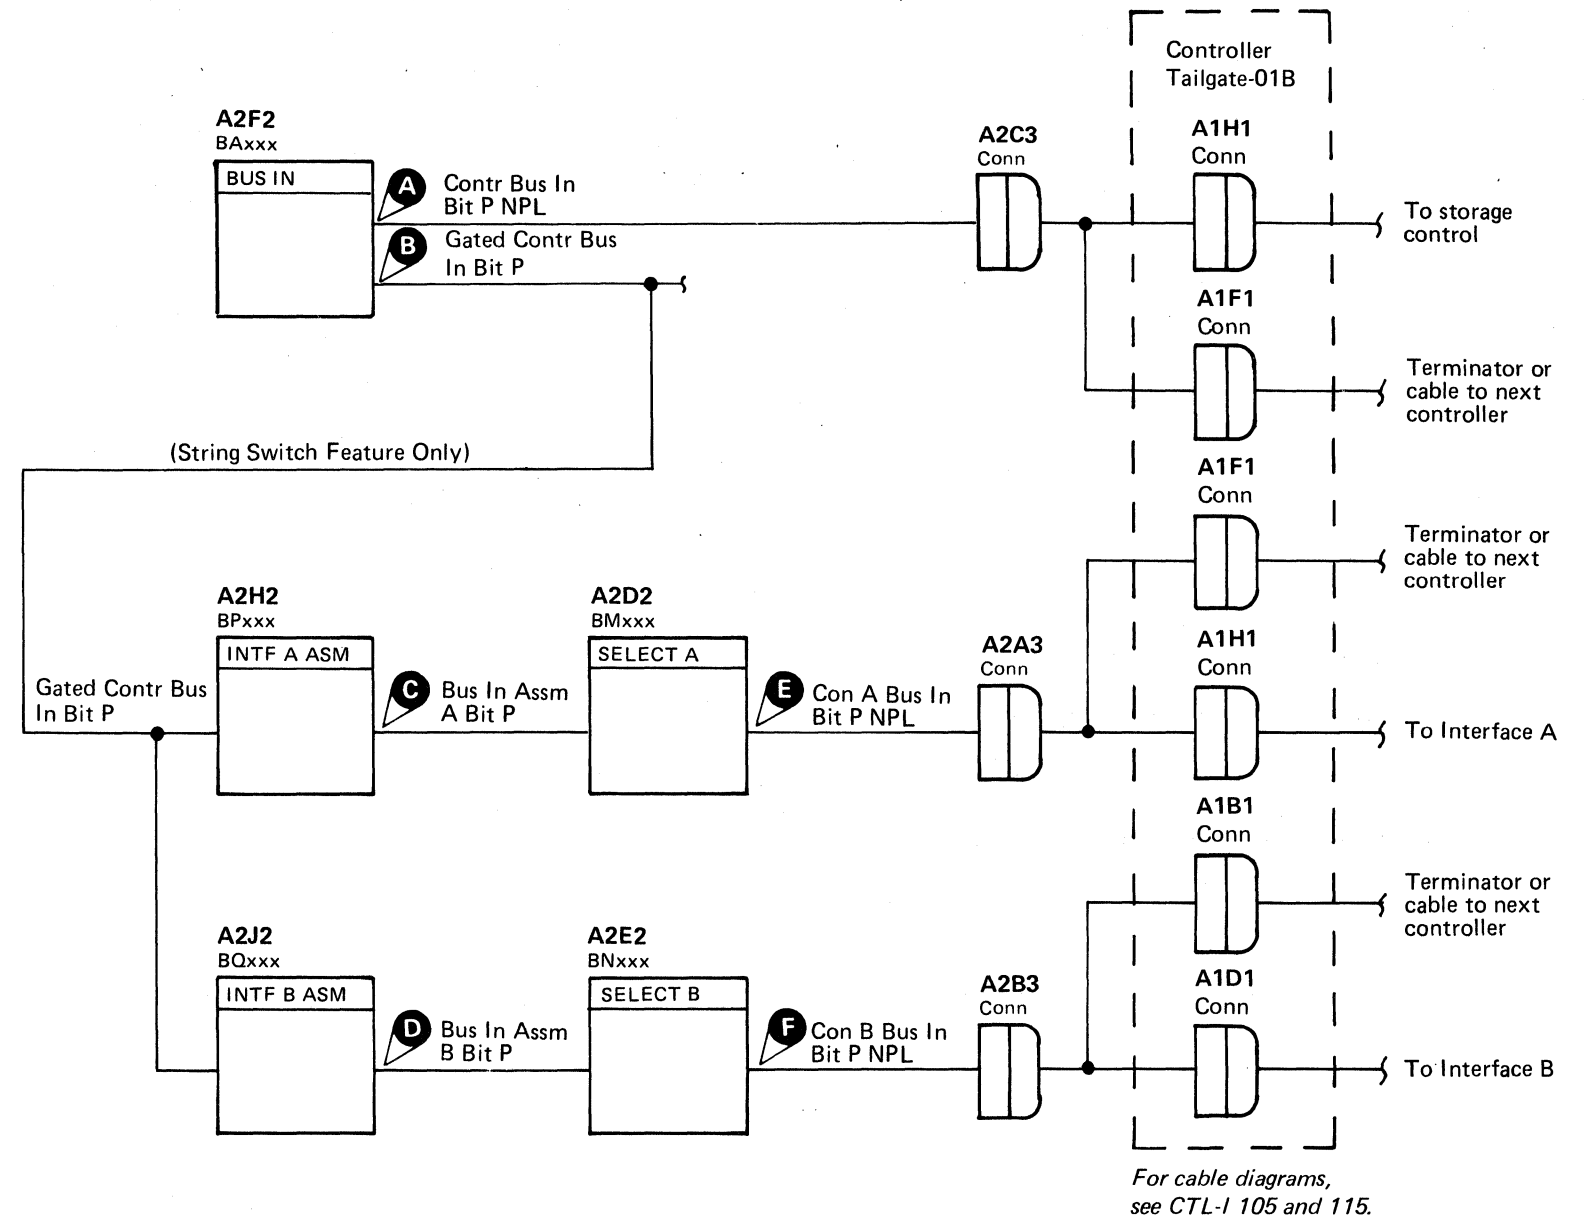 Controller
Tailgate-01B
A2F2
BAxxx
BUS IN
A
Contr Bus In
Bit P NPL
B
Gated Contr Bus
In Bit P
A2C3
Conn
A1H1
Conn
To storage
control
A1F1
Conn
Terminator or
cable to next
controller
(String Switch Feature Only)
A1F1
Conn
Terminator or
cable to next
controller
Gated Contr Bus
In Bit P
A2H2
BPxxx
INTF A ASM
C
Bus In Assm
A Bit P
A2D2
BMxxx
SELECT A
E
Con A Bus In
Bit P NPL
A2A3
Conn
A1H1
Conn
To Interface A
A1B1
Conn
Terminator or
cable to next
controller
A2J2
BQxxx
INTF B ASM
D
Bus In Assm
B Bit P
A2E2
BNxxx
SELECT B
F
Con B Bus In
Bit P NPL
A2B3
Conn
A1D1
Conn
To Interface B
For cable diagrams,
see CTL-I 105 and 115.